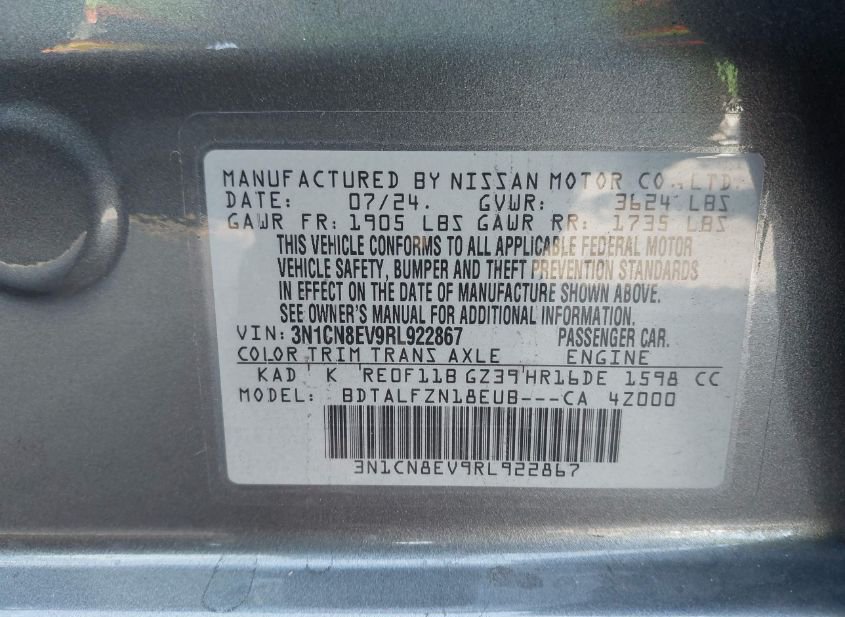 MANUFACTURED BY NISSAN MOTOR CO.,LTD.
DATE: 07/24. GVWR: 3624 LBS
GAWR FR: 1905 LBS GAWR RR: 1735 LBS
THIS VEHICLE CONFORMS TO ALL APPLICABLE FEDERAL MOTOR
VEHICLE SAFETY, BUMPER AND THEFT PREVENTION STANDARDS
IN EFFECT ON THE DATE OF MANUFACTURE SHOWN ABOVE.
SEE OWNER'S MANUAL FOR ADDITIONAL INFORMATION.
VIN: 3N1CN8EV9RL922867 PASSENGER CAR.
COLOR TRIM TRANS AXLE ENGINE
KAD K RE0F11B GZ39 HR16DE 1598 CC
MODEL: BDTALFZN18EUB---CA 4Z000
3N1CN8EV9RL922867